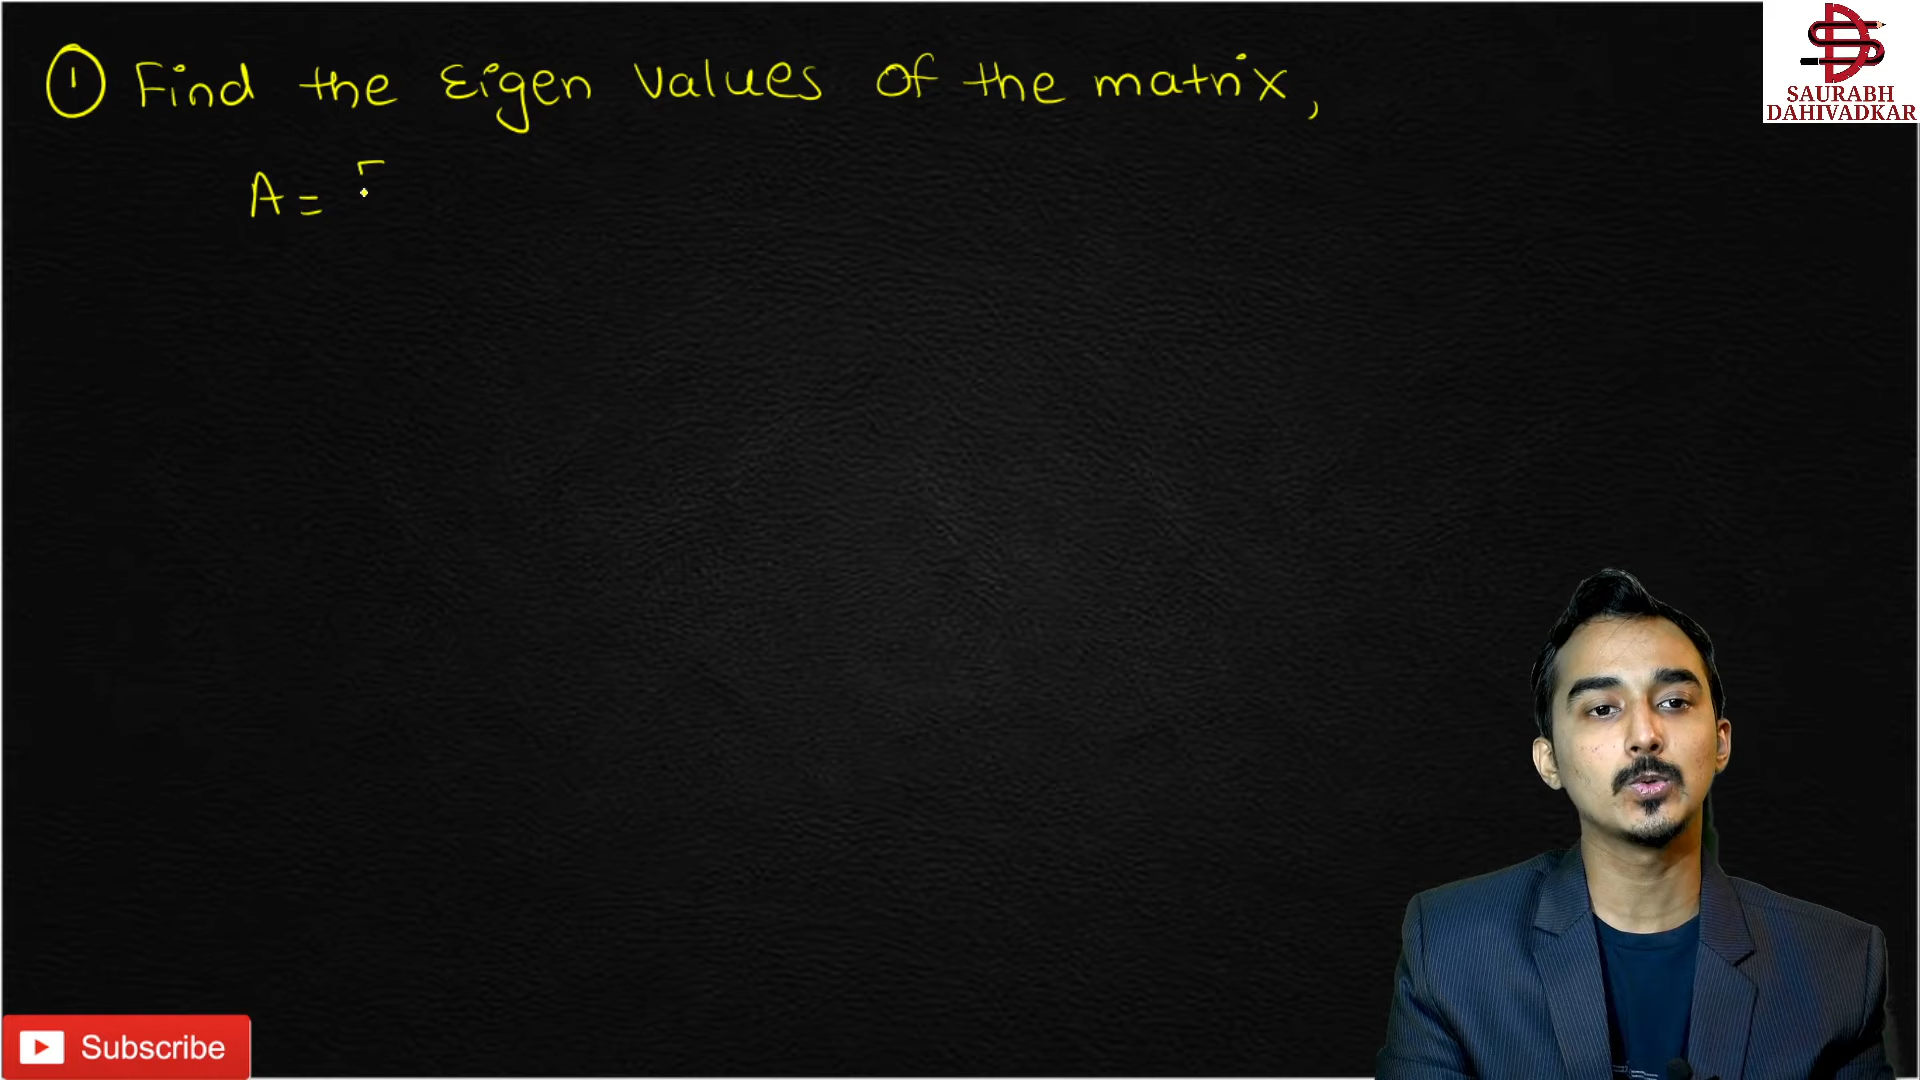 ① Find the Eigen values of the matrix,
A = [
SAURABH
DAHIVADKAR
Subscribe